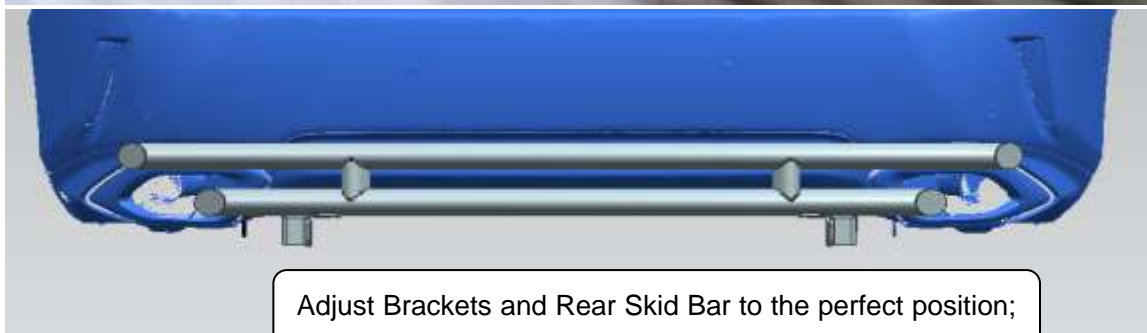 Adjust Brackets and Rear Skid Bar to the perfect position;